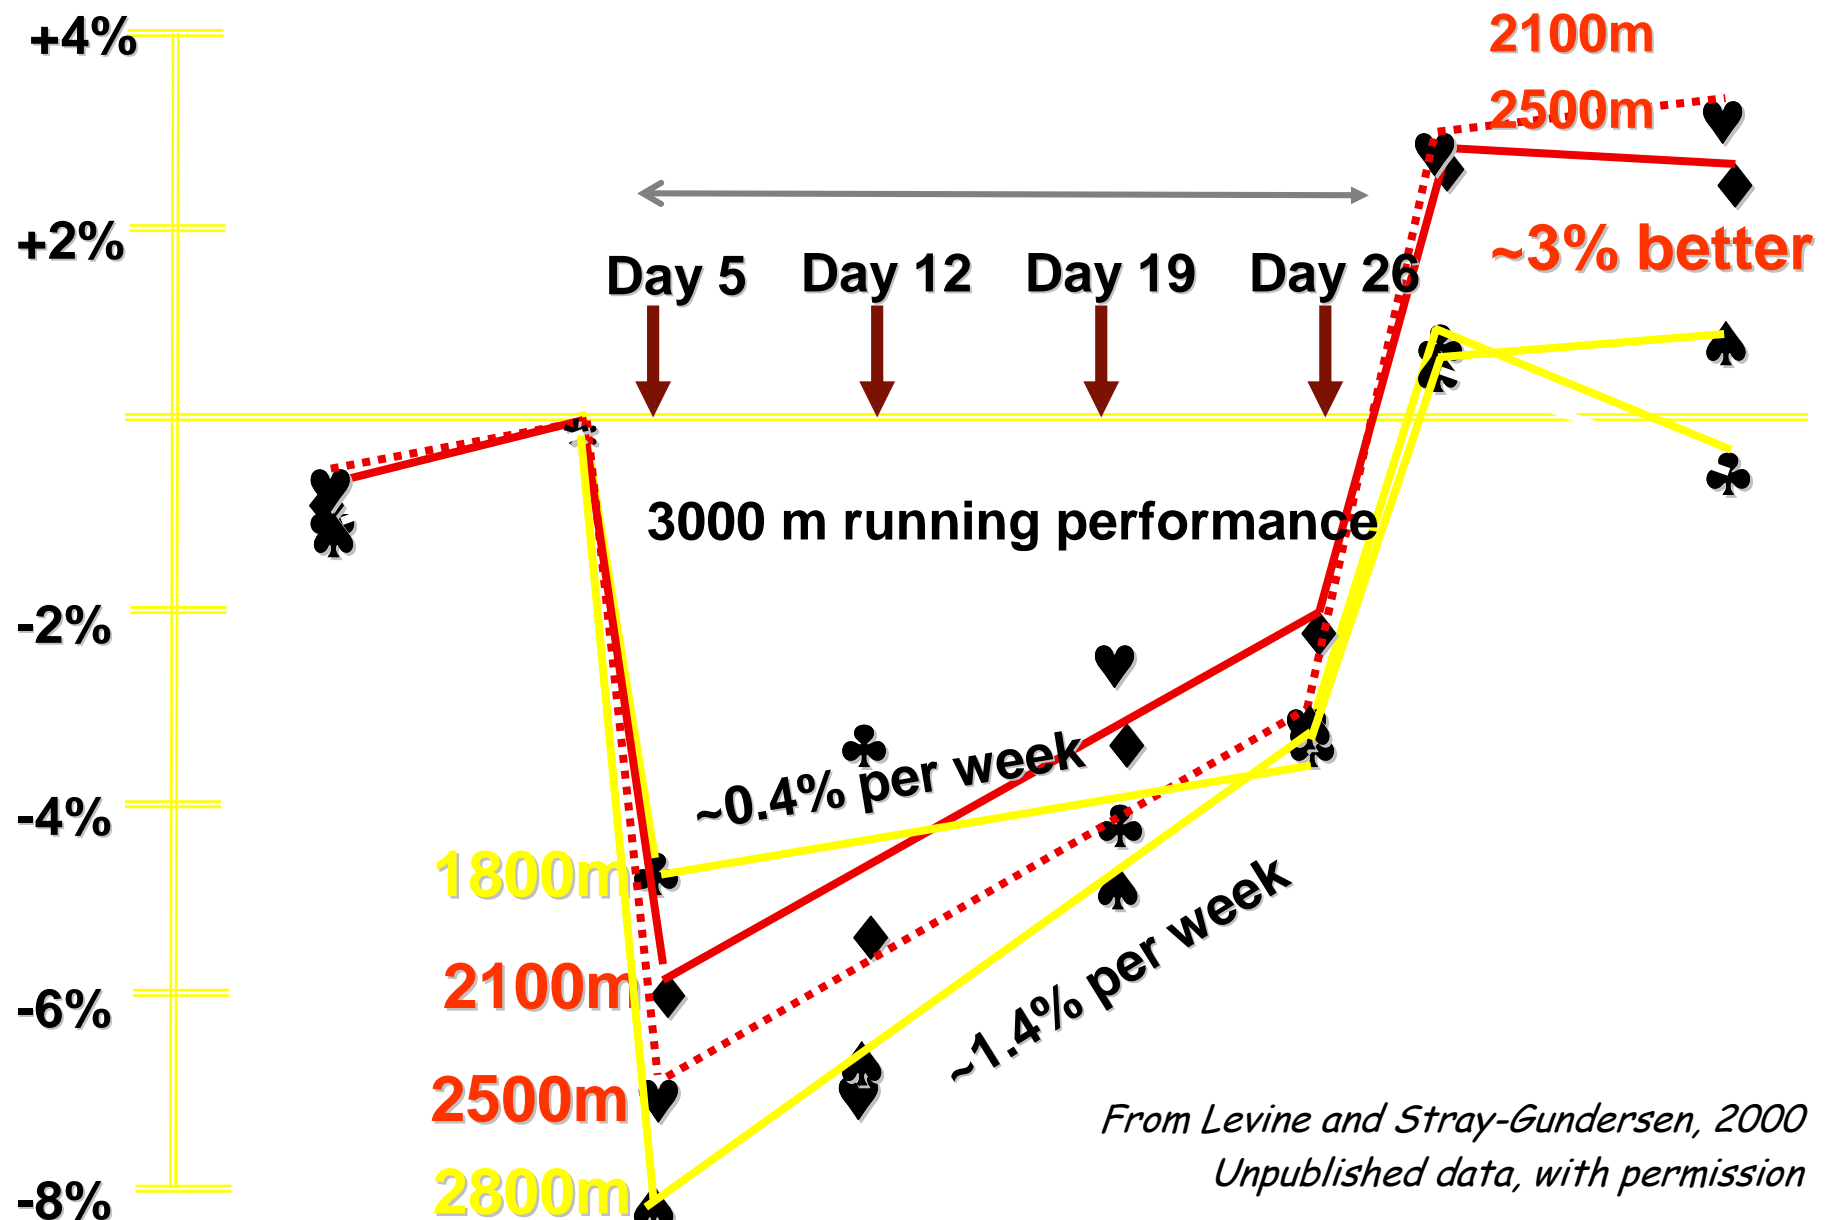 +4%
2100m
2500m
+2%
~3% better
Day 5 Day 12 Day 19 Day 26
3000 m running performance
-2%
~0.4% per week
-4%
1800m
~1.4% per week
2100m
-6%
2500m
From Levine and Stray-Gundersen, 2000
Unpublished data, with permission
2800m
-8%